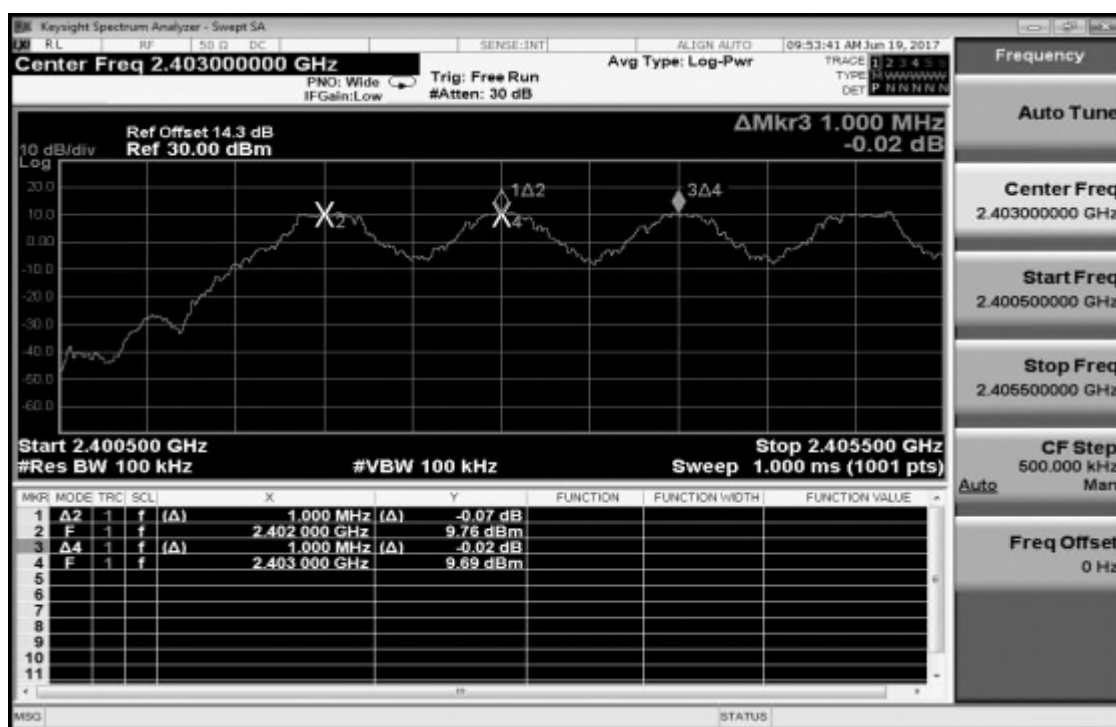 Keysight Spectrum Analyzer - Swept SA
RL RF 50 Ω DC SENSE:INT ALIGN AUTO 09:53:41 AM Jun 19, 2017
Center Freq 2.403000000 GHz
PNO: Wide
IFGain:Low
Trig: Free Run
#Atten: 30 dB
Avg Type: Log-Pwr
TRACE 1 2 3 4 5 6
TYPE M W W W W W
DET P N N N N N
Ref Offset 14.3 dB
Ref 30.00 dBm
10 dB/div
Log
ΔMkr3 1.000 MHz
-0.02 dB
20.0
10.0
0.00
-10.0
-20.0
-30.0
-40.0
-50.0
-60.0
2
1Δ2
4
3Δ4
Start 2.400500 GHz Stop 2.405500 GHz
#Res BW 100 kHz #VBW 100 kHz Sweep 1.000 ms (1001 pts)
MKR MODE TRC SCL X Y FUNCTION FUNCTION WIDTH FUNCTION VALUE
1 Δ2 1 f (Δ) 1.000 MHz (Δ) -0.07 dB
2 F 1 f 2.402 000 GHz 9.76 dBm
3 Δ4 1 f (Δ) 1.000 MHz (Δ) -0.02 dB
4 F 1 f 2.403 000 GHz 9.69 dBm
5
6
7
8
9
10
11
MSG STATUS
Frequency
Auto Tune
Center Freq
2.403000000 GHz
Start Freq
2.400500000 GHz
Stop Freq
2.405500000 GHz
CF Step
500.000 kHz
Auto Man
Freq Offset
0 Hz